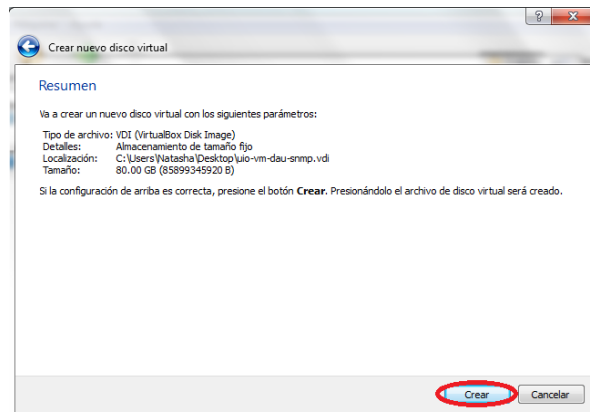 Crear nuevo disco virtual
Resumen
Va a crear un nuevo disco virtual con los siguientes parámetros:
Tipo de archivo: VDI (VirtualBox Disk Image)
Detalles: Almacenamiento de tamaño fijo
Localización: C:\Users\Natasha\Desktop\uio-vm-dau-snmp.vdi
Tamaño: 80.00 GB (85899345920 B)
Si la configuración de arriba es correcta, presione el botón Crear. Presionándolo el archivo de disco virtual será creado.
Crear Cancelar